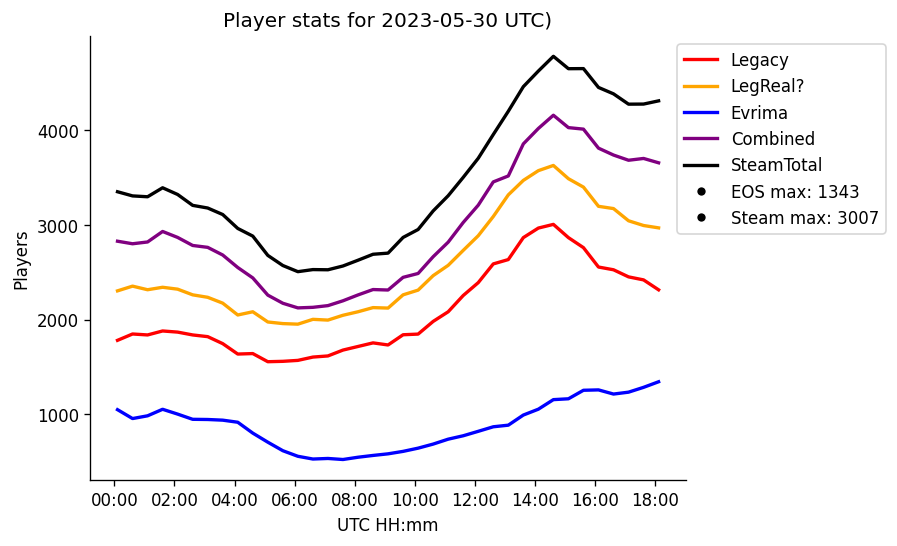 Player stats for 2023-05-30 UTC)
Legacy
LegReal?
Evrima
Combined
SteamTotal
EOS max: 1343
Steam max: 3007
Players
4000
3000
2000
1000
00:00 02:00 04:00 06:00 08:00 10:00 12:00 14:00 16:00 18:00
UTC HH:mm